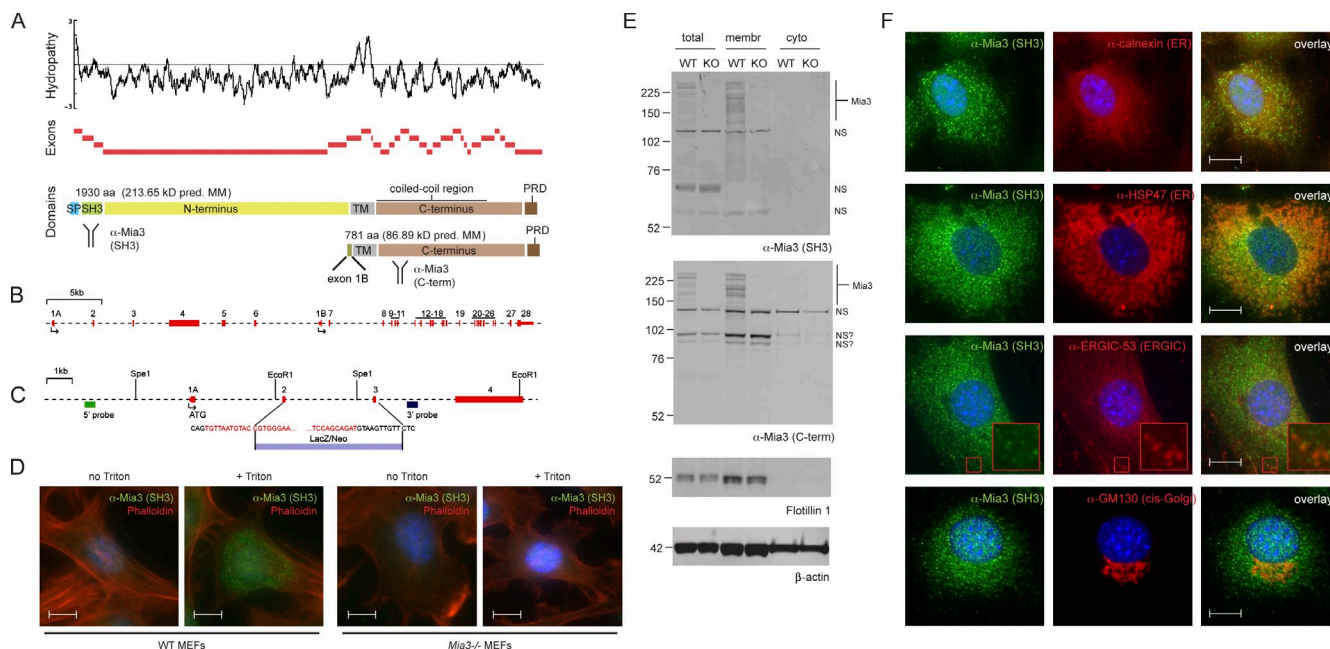 A
Hydropathy
3
-3
Exons
Domains
1930 aa (213.65 kD pred. MM)
coiled-coil region
PRD
SP SH3 N-terminus TM C-terminus
α-Mia3
(SH3)
781 aa (86.89 kD pred. MM)
PRD
TM C-terminus
exon 1B
α-Mia3
(C-term)
B
5kb
1A 2 3 4 5 6 1B 7 8 9-11 12-18 19 20-26 27 28
C
1kb
Spe1 1A EcoR1 2 Spe1 3 4 EcoR1
5' probe ATG 3' probe
CAGTGTTAATGTAC CGTGGGAA... ...TCCAGCAGATGTAAGTTGTT CTC
LacZ/Neo
D
no Triton + Triton no Triton + Triton
α-Mia3 (SH3) α-Mia3 (SH3) α-Mia3 (SH3) α-Mia3 (SH3)
Phalloidin Phalloidin Phalloidin Phalloidin
WT MEFs Mia3-/- MEFs
E
total membr cyto
WT KO WT KO WT KO
225
150
102
76
52
Mia3
NS
NS
NS
α-Mia3 (SH3)
225
150
102
76
52
Mia3
NS
NS?
NS?
α-Mia3 (C-term)
52
Flotillin 1
42
β-actin
F
α-Mia3 (SH3) α-calnexin (ER) overlay
α-Mia3 (SH3) α-HSP47 (ER) overlay
α-Mia3 (SH3) α-ERGIC-53 (ERGIC) overlay
α-Mia3 (SH3) α-GM130 (cis-Golgi) overlay